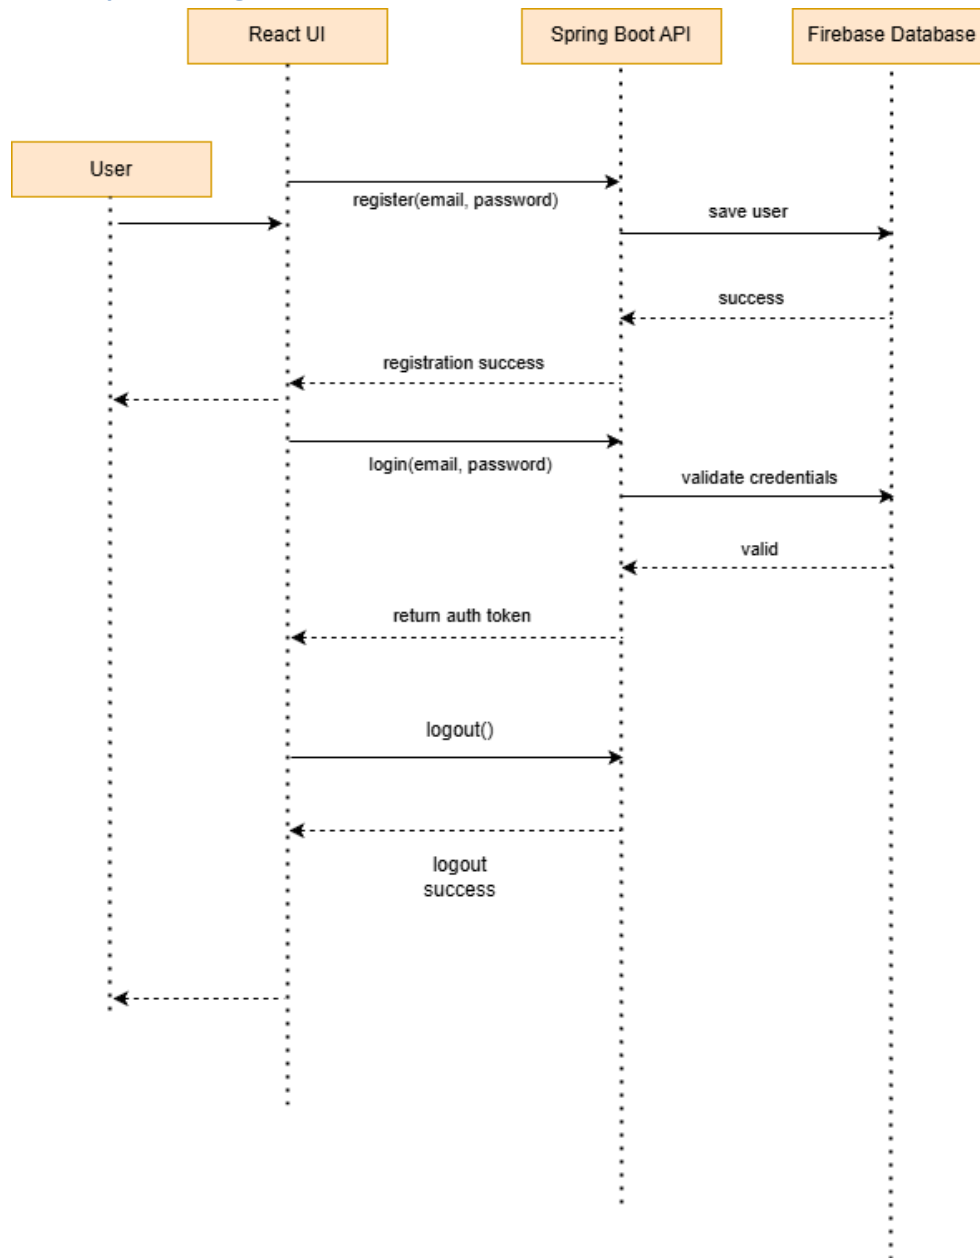 React UI
Spring Boot API
Firebase Database
User
register(email, password)
save user
success
registration success
login(email, password)
validate credentials
valid
return auth token
logout()
logout
success